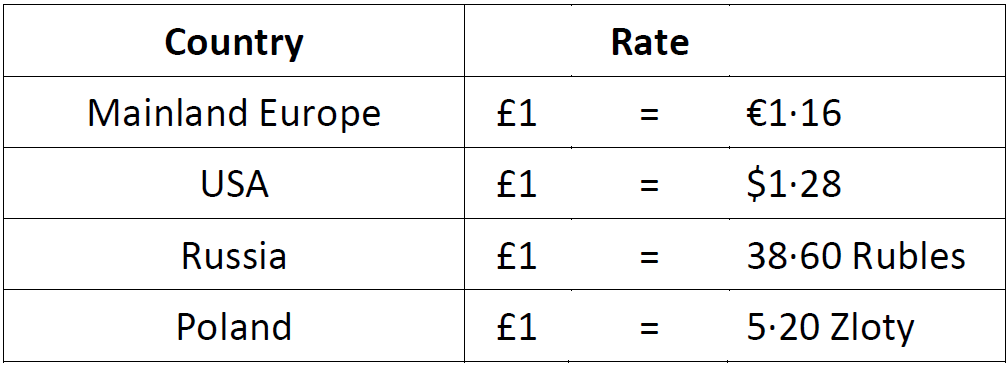 Country Rate
Mainland Europe £1 = €1·16
USA £1 = $1·28
Russia £1 = 38·60 Rubles
Poland £1 = 5·20 Zloty